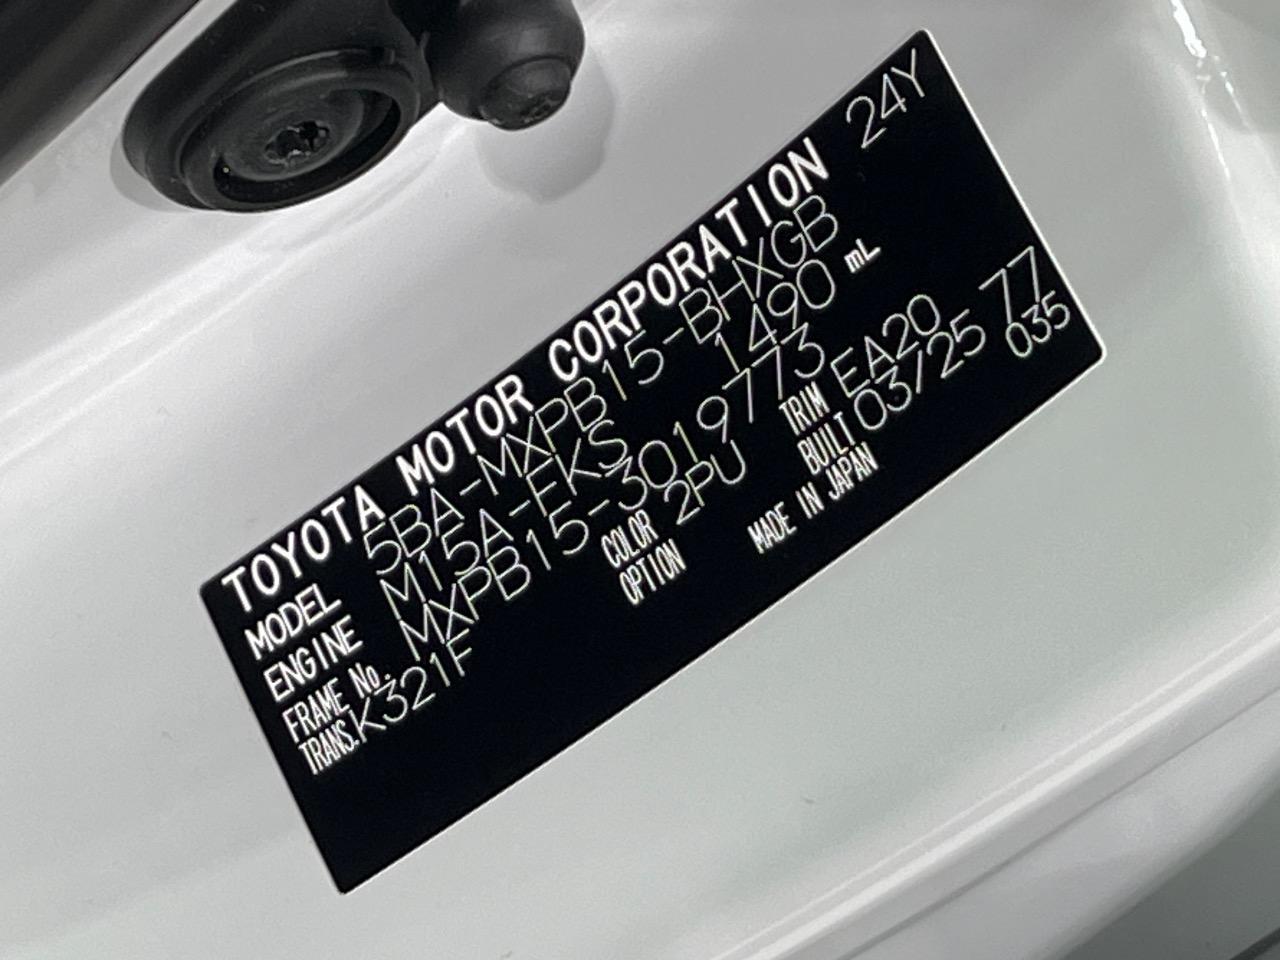 TOYOTA MOTOR CORPORATION 24Y
MODEL 5BA-MXPB15-BHXGB
ENGINE M15A-FKS 1490 mL
FRAME No. MXPB15-3019773
TRANS. K321F COLOR 2PU TRIM EA20 77
OPTION BUILT 03/25 035
MADE IN JAPAN